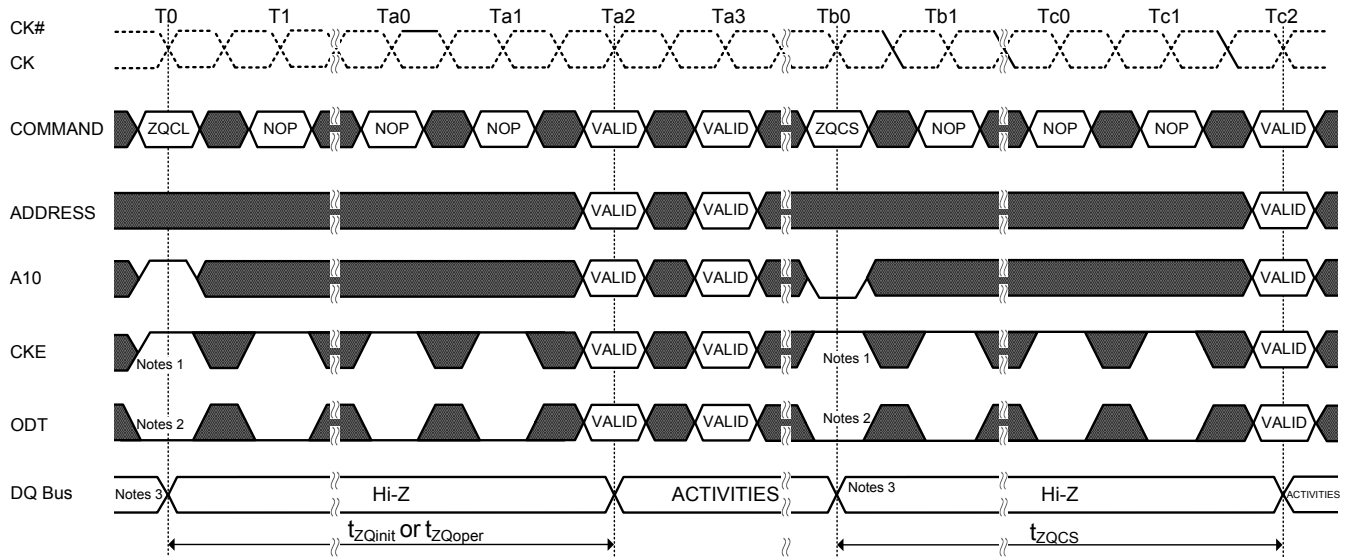 T0 T1 Ta0 Ta1 Ta2 Ta3 Tb0 Tb1 Tc0 Tc1 Tc2
CK#
CK
COMMAND ZQCL NOP NOP NOP VALID VALID ZQCS NOP NOP NOP VALID
ADDRESS VALID VALID VALID
A10 VALID VALID VALID
CKE Notes 1 VALID VALID Notes 1 VALID
ODT Notes 2 VALID VALID Notes 2 VALID
DQ Bus Notes 3 Hi-Z ACTIVITIES Notes 3 Hi-Z ACTIVITIES
tZQinit or tZQoper tZQCS